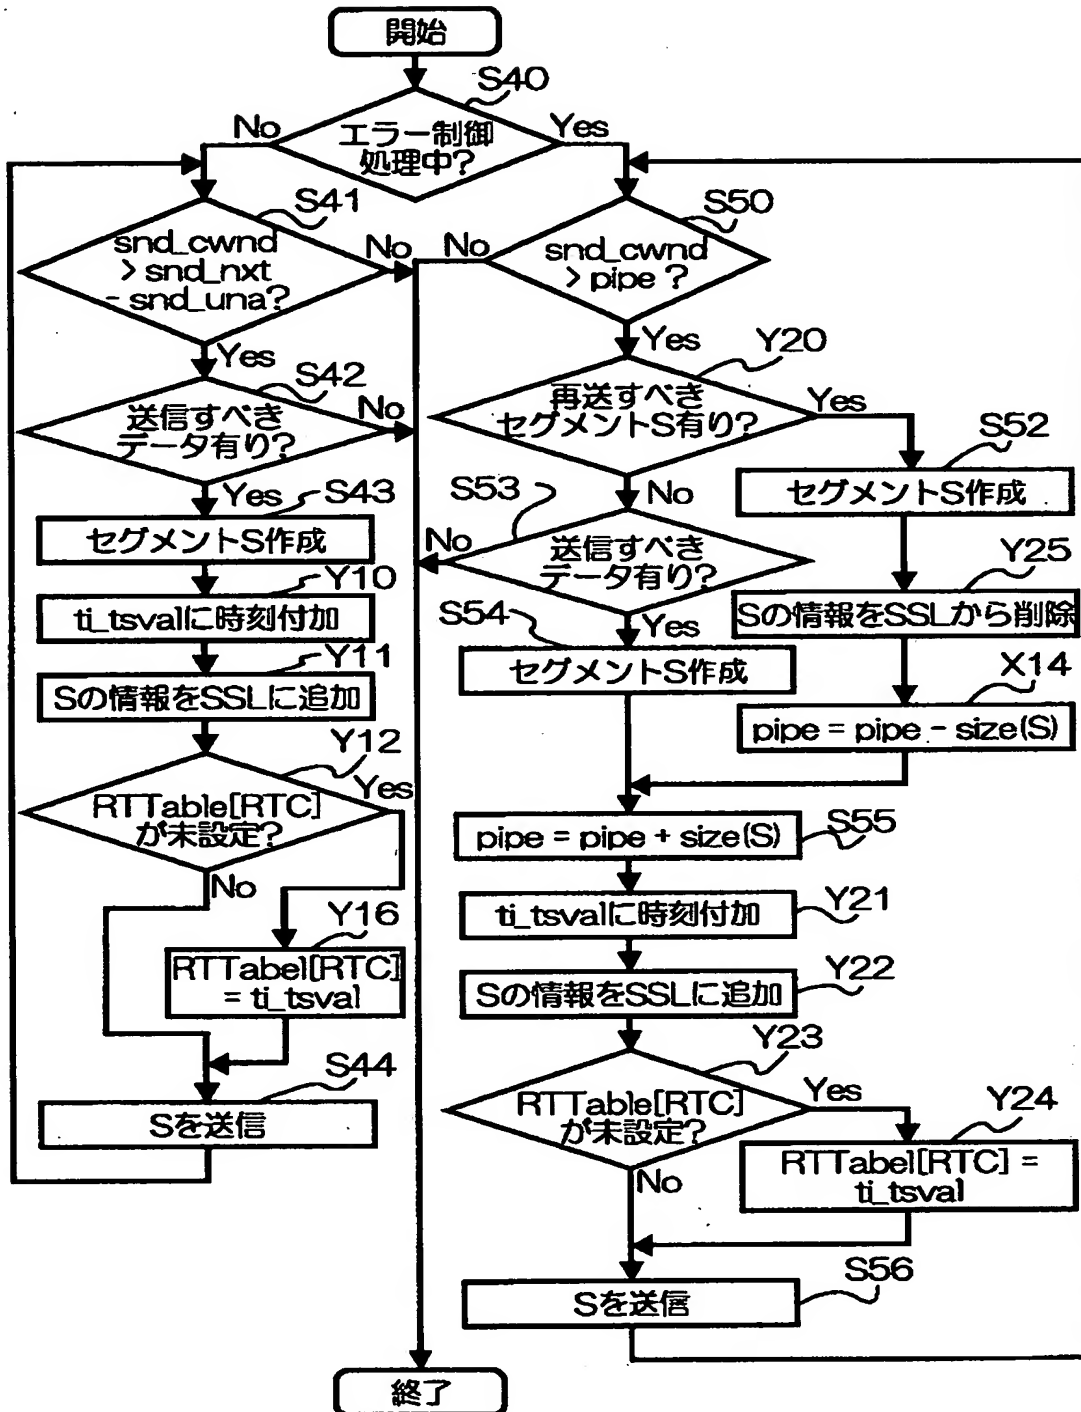 開始
S40
エラー制御
処理中?
No
Yes
S41
snd_cwnd
> snd_nxt
- snd_una?
No
Yes
S42
送信すべき
データ有り?
No
Yes
S43
セグメントS作成
Y10
ti_tsvalに時刻付加
Y11
Sの情報をSSLに追加
Y12
RTTable[RTC]
が未設定?
Yes
No
Y16
RTTabel[RTC]
= ti_tsval
S44
Sを送信
S50
snd_cwnd
> pipe ?
No
Yes
Y20
再送すべき
セグメントS有り?
Yes
No
S52
セグメントS作成
Y25
Sの情報をSSLから削除
X14
pipe = pipe - size(S)
S53
送信すべき
データ有り?
No
Yes
S54
セグメントS作成
pipe = pipe + size(S)
S55
ti_tsvalに時刻付加
Y21
Sの情報をSSLに追加
Y22
Y23
RTTable[RTC]
が未設定?
Yes
No
Y24
RTTabel[RTC] =
ti_tsval
S56
Sを送信
終了